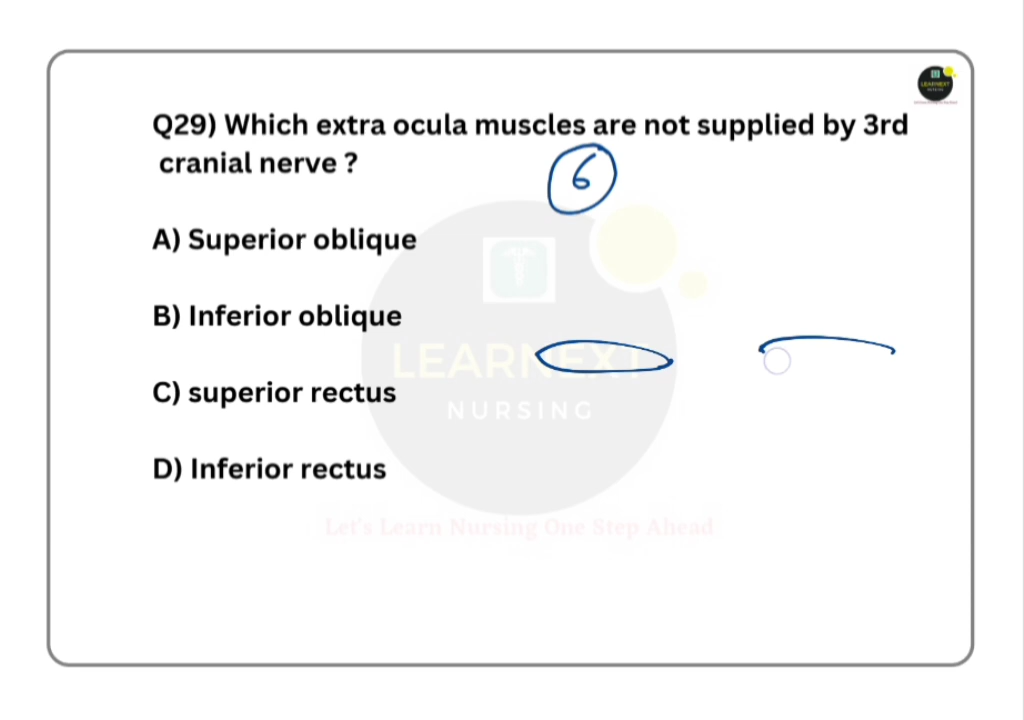 LEARNEXT
Q29) Which extra ocula muscles are not supplied by 3rd
cranial nerve ?
6
A) Superior oblique
B) Inferior oblique
LEARNEXT
C) superior rectus
NURSING
D) Inferior rectus
Let's Learn Nursing One Step Ahead